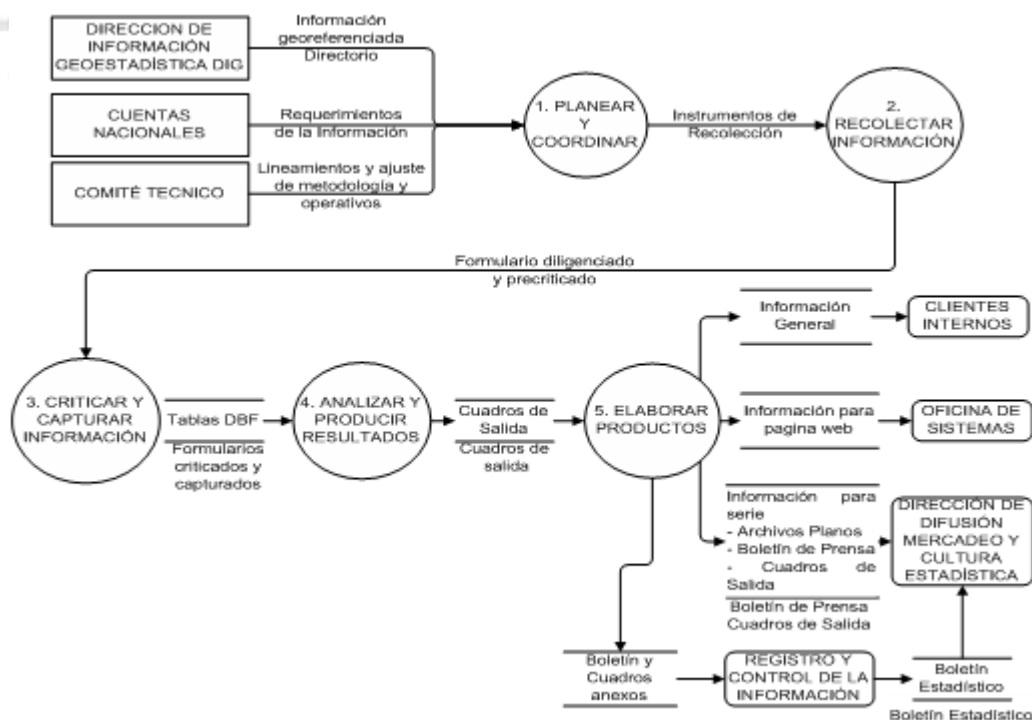 DIRECCION DE
INFORMACIÓN
GEOESTADÍSTICA DIG
Información
georeferenciada
Directorio
CUENTAS
NACIONALES
Requerimientos
de la Información
COMITÉ TECNICO
Lineamientos y ajuste
de metodología y
operativos
1. PLANEAR
Y
COORDINAR
Instrumentos de
Recolección
2.
RECOLECTAR
INFORMACIÓN
Formulario diligenciado
y precriticado
3. CRITICAR Y
CAPTURAR
INFORMACIÓN
Tablas DBF
Formularios
criticados y
capturados
4. ANALIZAR Y
PRODUCIR
RESULTADOS
Cuadros de
Salida
Cuadros de
salida
5. ELABORAR
PRODUCTOS
Información
General
CLIENTES
INTERNOS
Información para
pagina web
OFICINA DE
SISTEMAS
Información para
serie
- Archivos Planos
- Boletín de Prensa
- Cuadros de
Salida
Boletín de Prensa
Cuadros de Salida
DIRECCIÓN DE
DIFUSIÓN
MERCADEO Y
CULTURA
ESTADÍSTICA
Boletín y
Cuadros
anexos
REGISTRO Y
CONTROL DE LA
INFORMACIÓN
Boletín
Estadístico
Boletín Estadístico